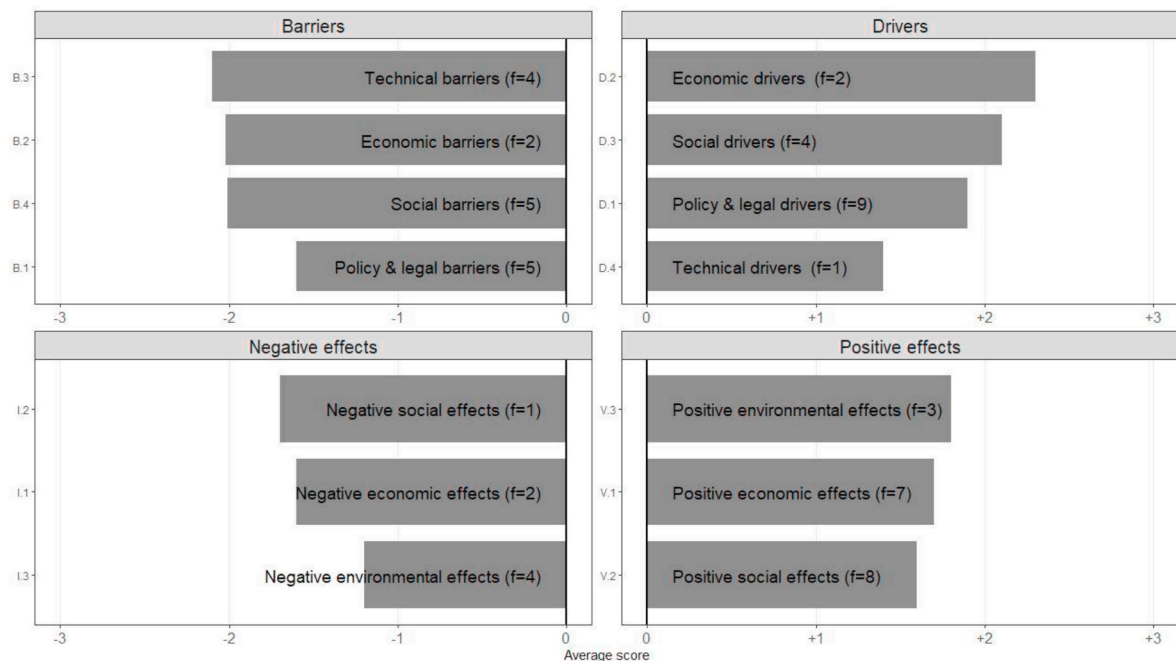 Barriers
B.3 Technical barriers (f=4)
B.2 Economic barriers (f=2)
B.4 Social barriers (f=5)
B.1 Policy & legal barriers (f=5)
-3 -2 -1 0
Drivers
D.2 Economic drivers (f=2)
D.3 Social drivers (f=4)
D.1 Policy & legal drivers (f=9)
D.4 Technical drivers (f=1)
0 +1 +2 +3
Negative effects
I.2 Negative social effects (f=1)
I.1 Negative economic effects (f=2)
I.3 Negative environmental effects (f=4)
-3 -2 -1 0
Positive effects
V.3 Positive environmental effects (f=3)
V.1 Positive economic effects (f=7)
V.2 Positive social effects (f=8)
0 +1 +2 +3
Average score